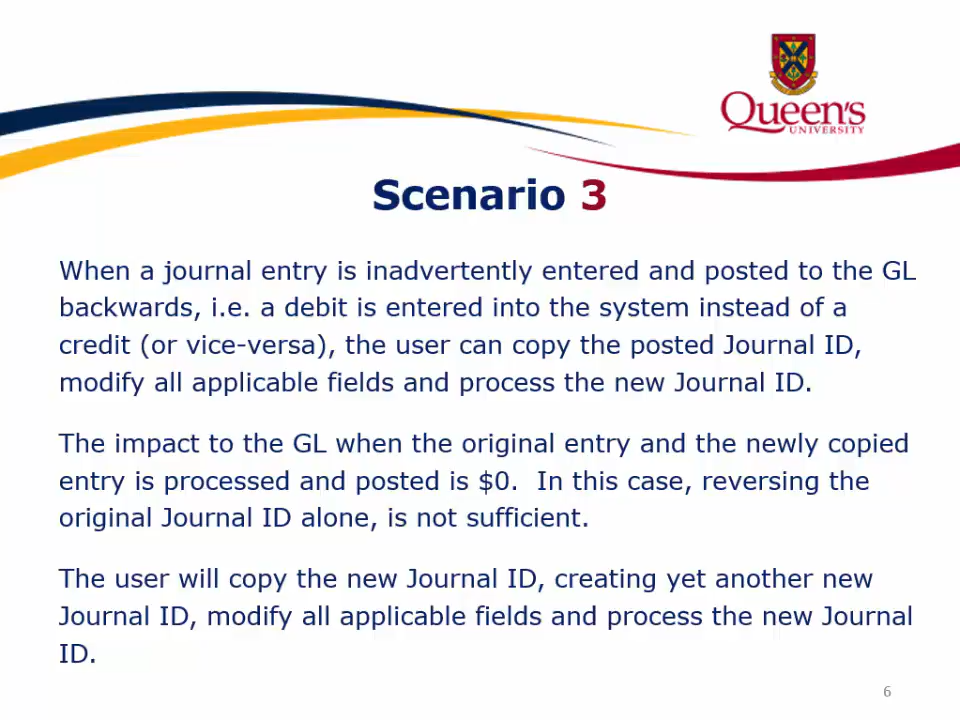 Queen's
UNIVERSITY
Scenario 3
When a journal entry is inadvertently entered and posted to the GL
backwards, i.e. a debit is entered into the system instead of a
credit (or vice-versa), the user can copy the posted Journal ID,
modify all applicable fields and process the new Journal ID.
The impact to the GL when the original entry and the newly copied
entry is processed and posted is $0.  In this case, reversing the
original Journal ID alone, is not sufficient.
The user will copy the new Journal ID, creating yet another new
Journal ID, modify all applicable fields and process the new Journal
ID.
6